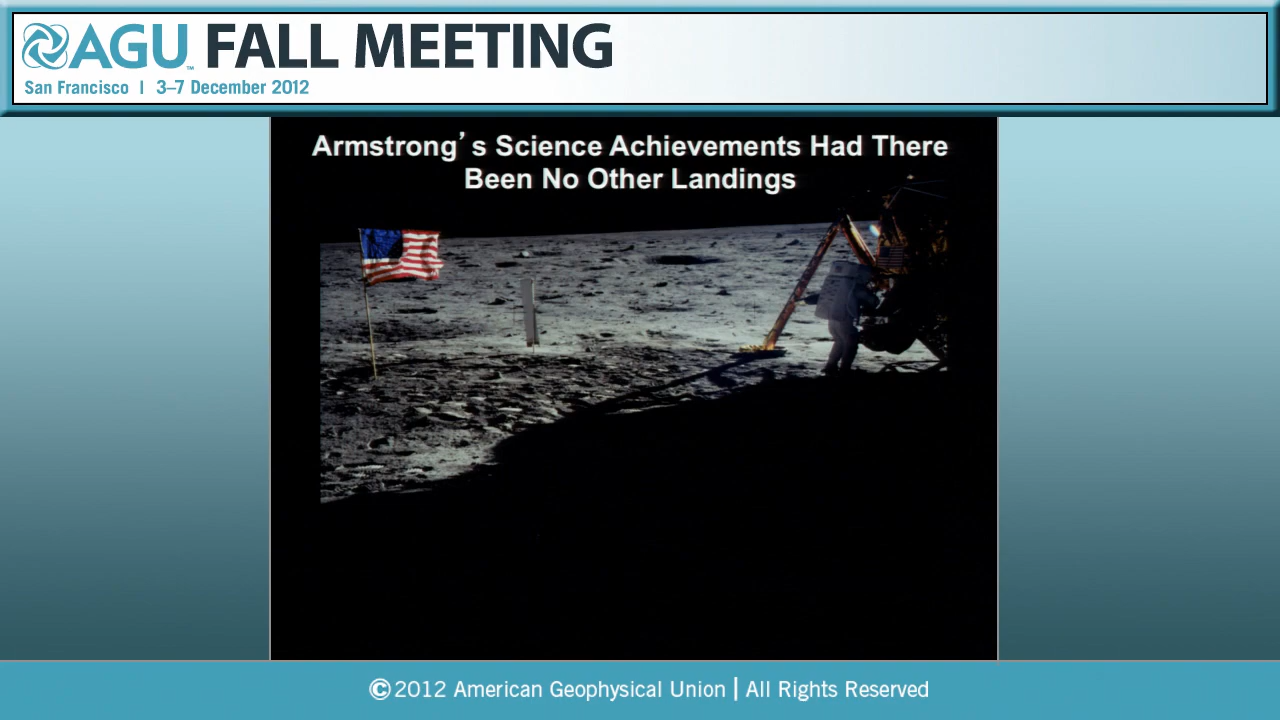 AGU™ FALL MEETING
San Francisco | 3–7 December 2012
Armstrong’s Science Achievements Had There
Been No Other Landings
©2012 American Geophysical Union | All Rights Reserved